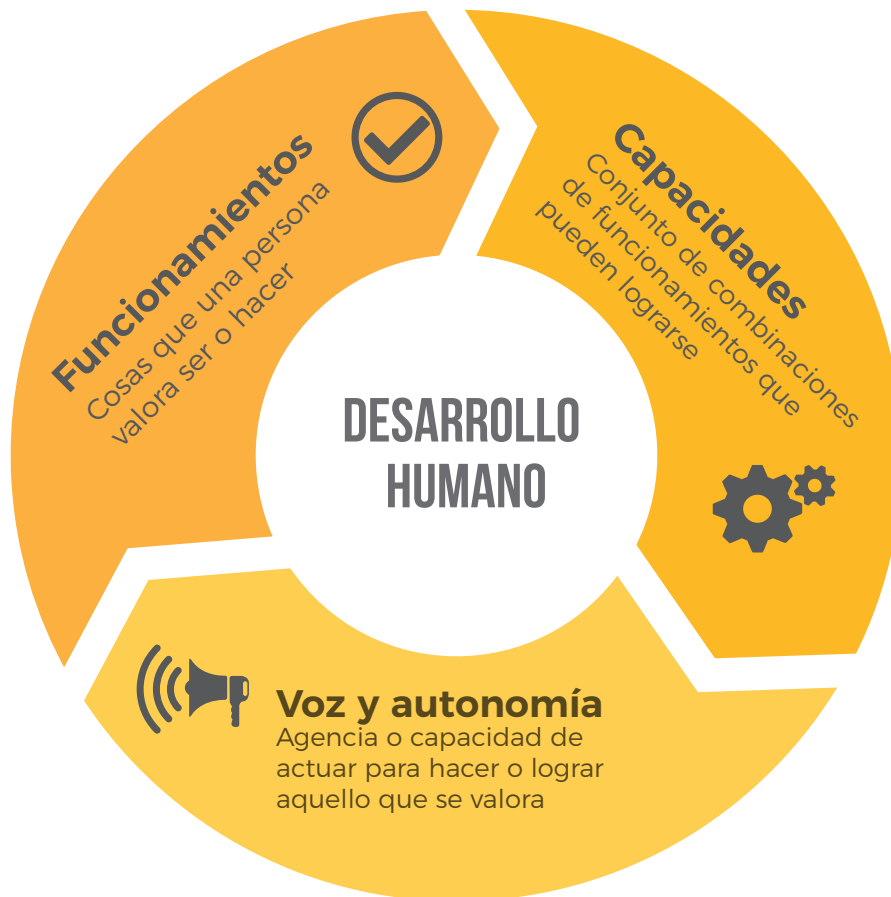 Funcionamientos
Cosas que una persona
valora ser o hacer
Capacidades
Conjunto de combinaciones
de funcionamientos que
pueden lograrse
DESARROLLO
HUMANO
Voz y autonomía
Agencia o capacidad de
actuar para hacer o lograr
aquello que se valora